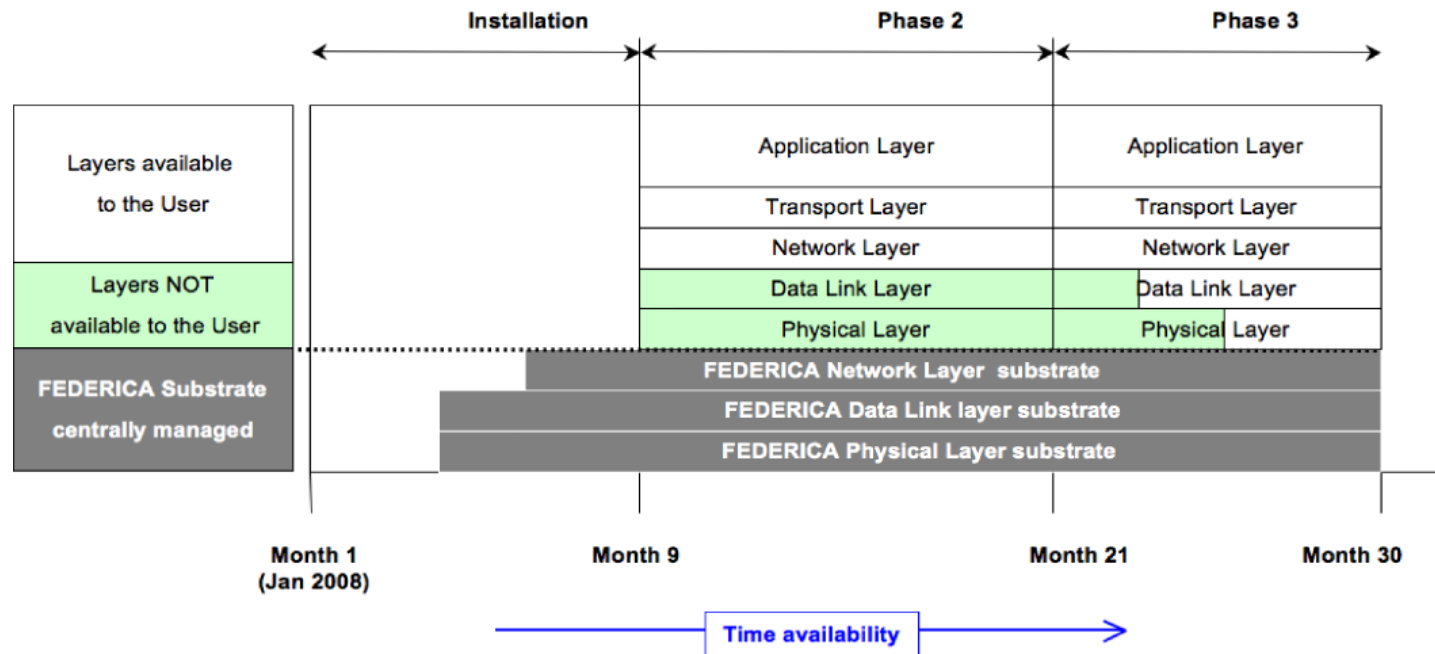 Installation
Phase 2
Phase 3
Layers available
to the User
Layers NOT
available to the User
FEDERICA Substrate
centrally managed
Application Layer
Application Layer
Transport Layer
Transport Layer
Network Layer
Network Layer
Data Link Layer
Data Link Layer
Physical Layer
Physical Layer
FEDERICA Network Layer substrate
FEDERICA Data Link layer substrate
FEDERICA Physical Layer substrate
Month 1
(Jan 2008)
Month 9
Month 21
Month 30
Time availability